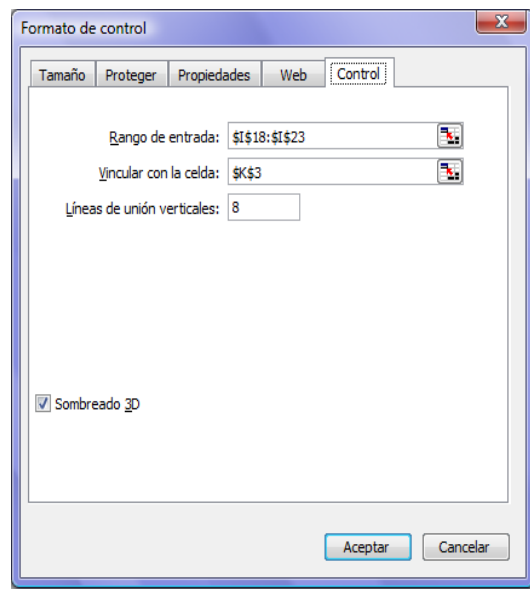 Formato de control
Tamaño Proteger Propiedades Web Control
Rango de entrada: $I$18:$I$23
Vincular con la celda: $K$3
Líneas de unión verticales: 8
Sombreado 3D
Aceptar Cancelar